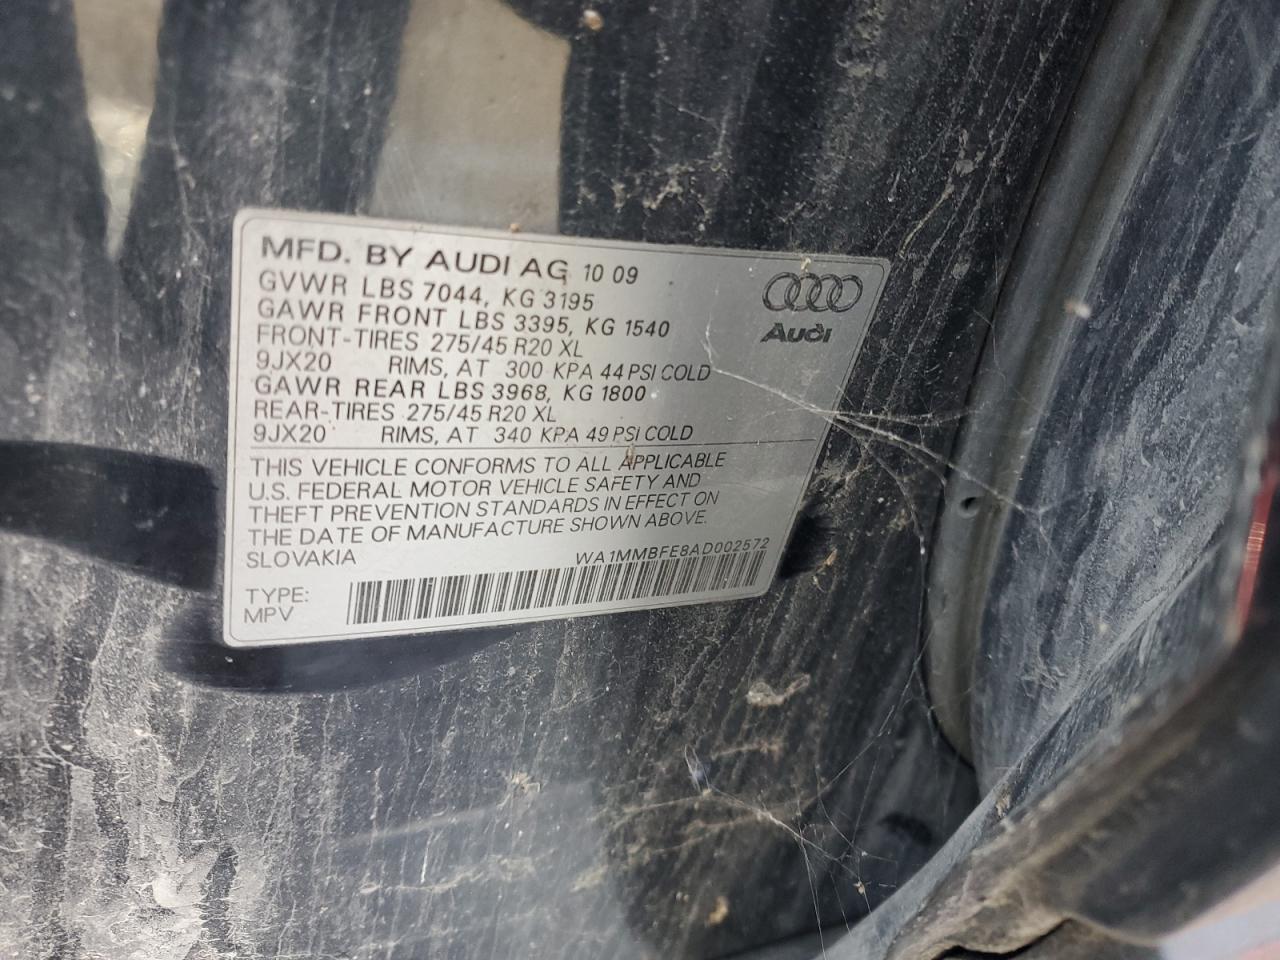 MFD. BY AUDI AG 10 09
GVWR LBS 7044, KG 3195
GAWR FRONT LBS 3395, KG 1540
FRONT-TIRES 275/45 R20 XL
9JX20 RIMS, AT 300 KPA 44 PSI COLD
GAWR REAR LBS 3968, KG 1800
REAR-TIRES 275/45 R20 XL
9JX20 RIMS, AT 340 KPA 49 PSI COLD
Audi
THIS VEHICLE CONFORMS TO ALL APPLICABLE
U.S. FEDERAL MOTOR VEHICLE SAFETY AND
THEFT PREVENTION STANDARDS IN EFFECT ON
THE DATE OF MANUFACTURE SHOWN ABOVE.
SLOVAKIA WA1MMBFE8AD002572
TYPE:
MPV